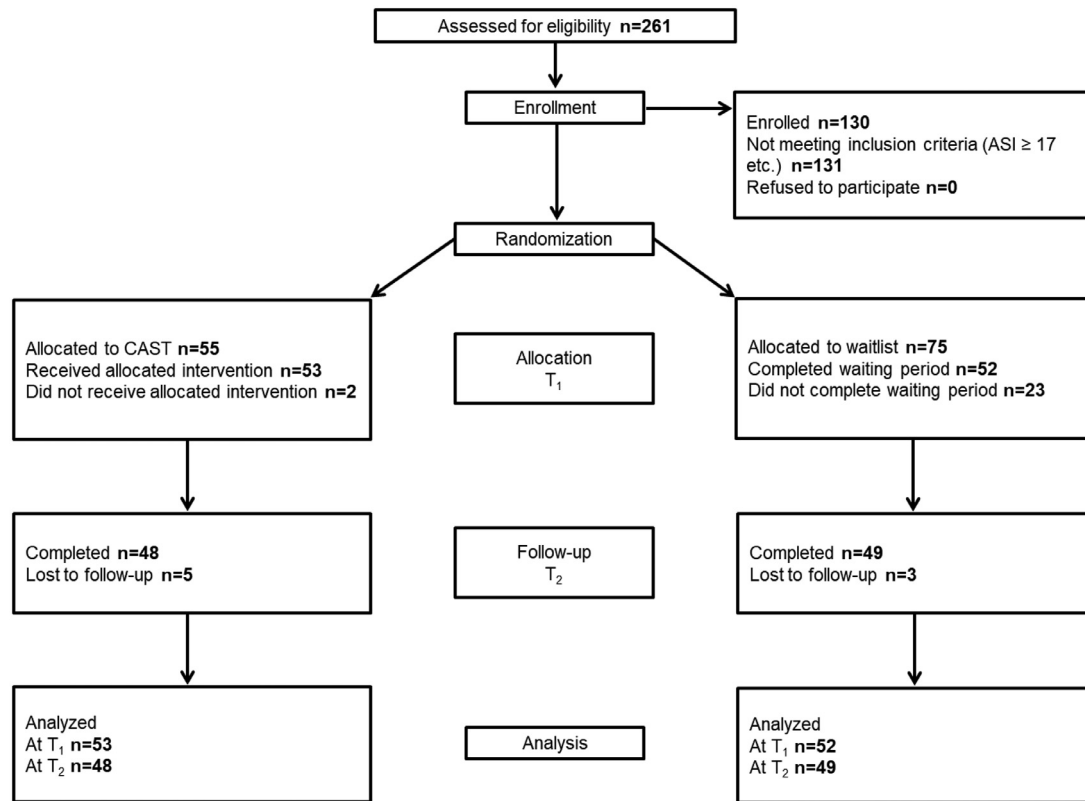 Assessed for eligibility n=261
Enrollment
Enrolled n=130
Not meeting inclusion criteria (ASI ≥ 17
etc.) n=131
Refused to participate n=0
Randomization
Allocated to CAST n=55
Received allocated intervention n=53
Did not receive allocated intervention n=2
Allocation
T₁
Allocated to waitlist n=75
Completed waiting period n=52
Did not complete waiting period n=23
Completed n=48
Lost to follow-up n=5
Follow-up
T₂
Completed n=49
Lost to follow-up n=3
Analyzed
At T₁ n=53
At T₂ n=48
Analysis
Analyzed
At T₁ n=52
At T₂ n=49